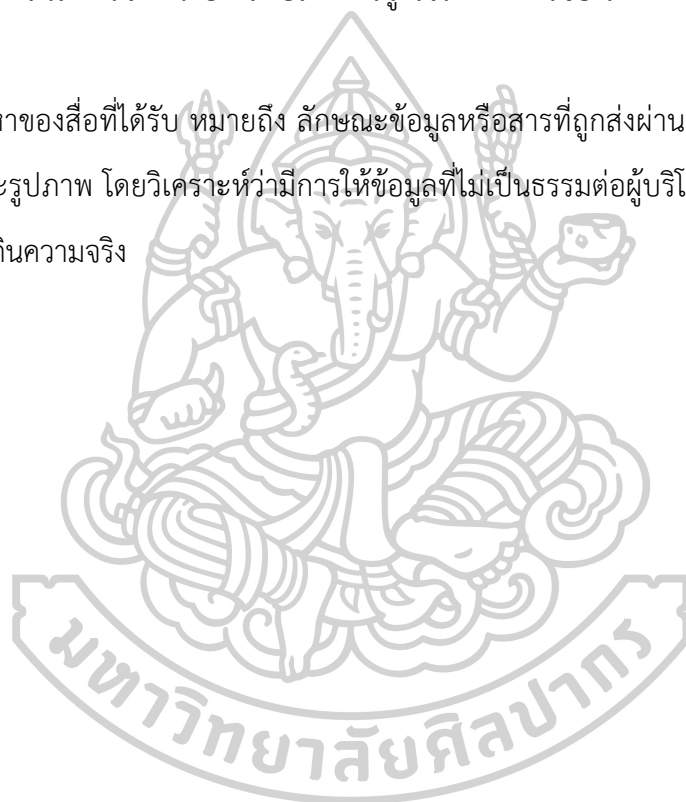 หาของสื่อที่ได้รับ หมายถึง ลักษณะข้อมูลหรือสารที่ถูกส่งผ่าน
ะรูปภาพ โดยวิเคราะห์ว่ามีการให้ข้อมูลที่ไม่เป็นธรรมต่อผู้บริโ
กินความจริง
มหาวิทยาลัยศิลปากร